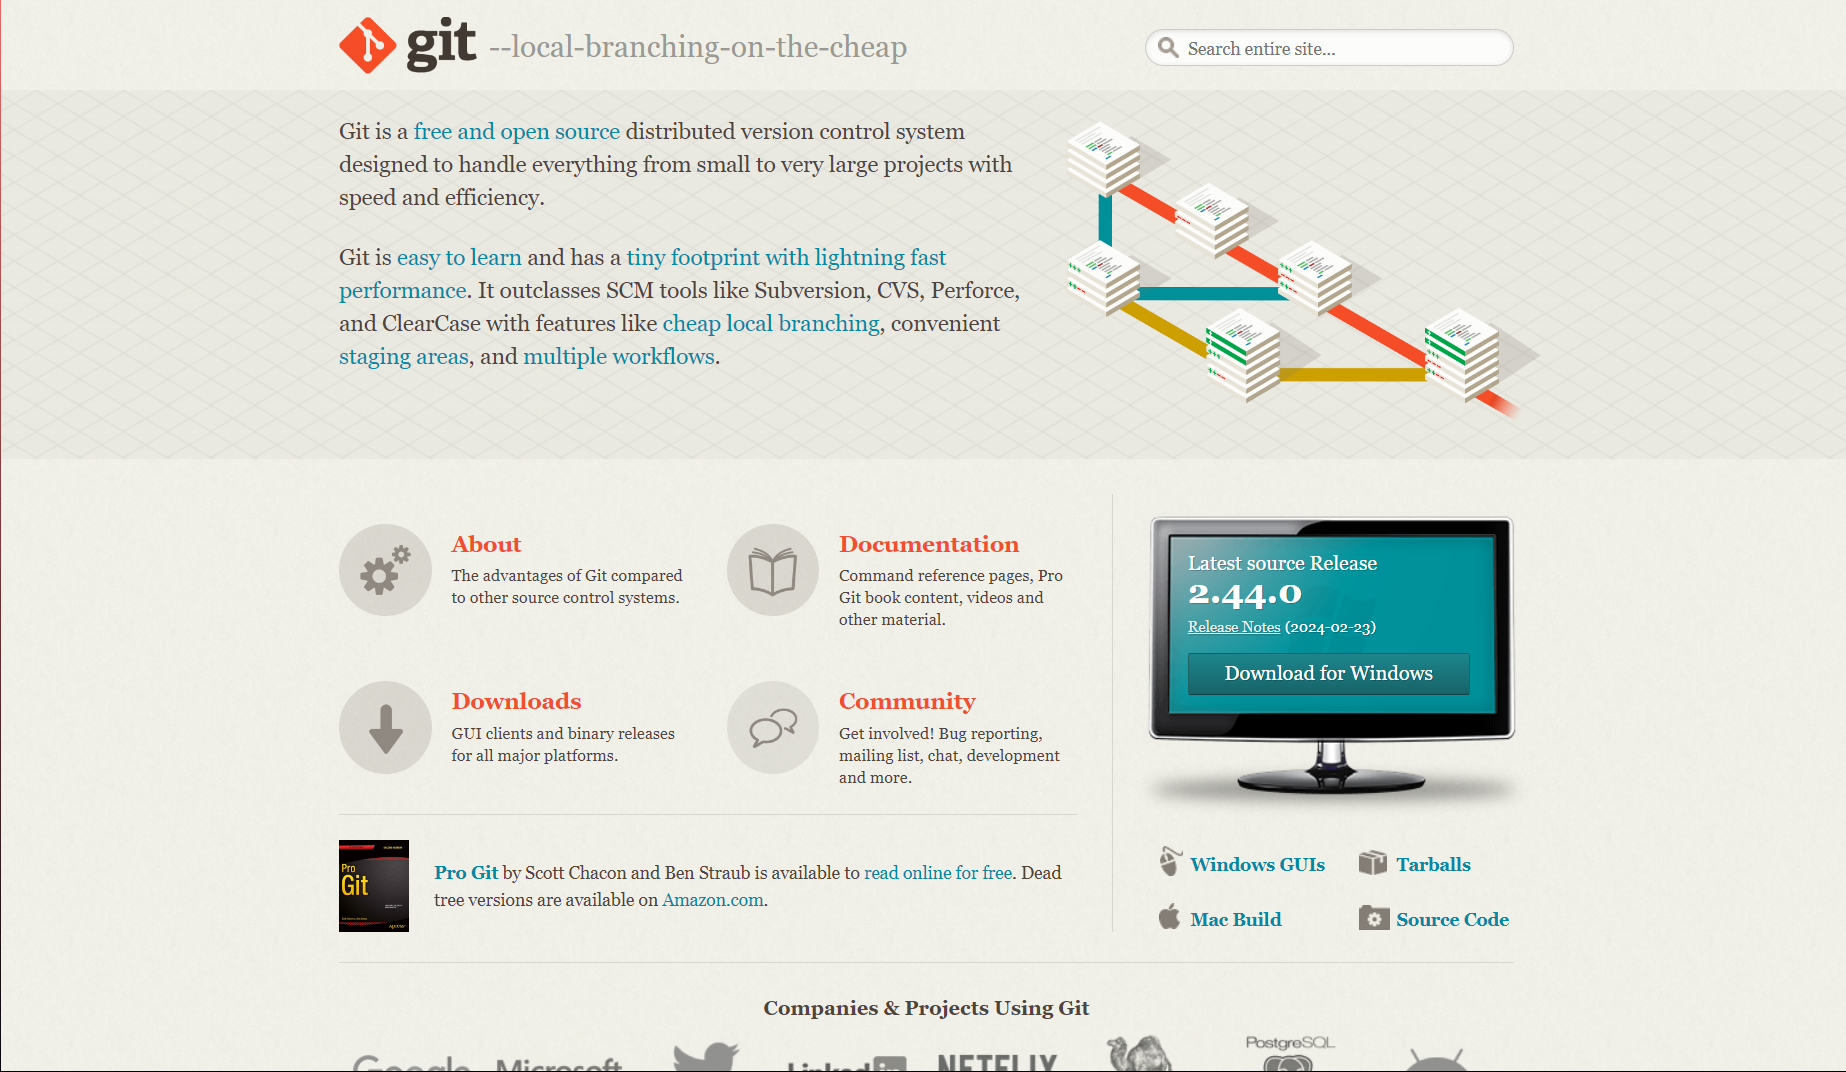 git --local-branching-on-the-cheap
Search entire site...
Git is a free and open source distributed version control system
designed to handle everything from small to very large projects with
speed and efficiency.
Git is easy to learn and has a tiny footprint with lightning fast
performance. It outclasses SCM tools like Subversion, CVS, Perforce,
and ClearCase with features like cheap local branching, convenient
staging areas, and multiple workflows.
About
The advantages of Git compared
to other source control systems.
Documentation
Command reference pages, Pro
Git book content, videos and
other material.
Downloads
GUI clients and binary releases
for all major platforms.
Community
Get involved! Bug reporting,
mailing list, chat, development
and more.
Pro
Git
Pro Git by Scott Chacon and Ben Straub is available to read online for free. Dead
tree versions are available on Amazon.com.
Latest source Release
2.44.0
Release Notes (2024-02-23)
Download for Windows
Windows GUIs
Tarballs
Mac Build
Source Code
Companies & Projects Using Git
Google Microsoft LinkedIn NETFLIX PostgreSQL